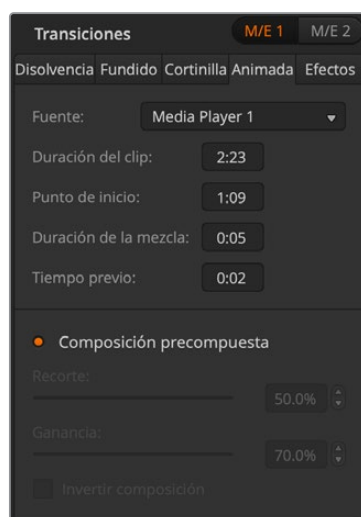 Transiciones M/E 1 M/E 2
Disolvencia Fundido Cortinilla Animada Efectos
Fuente: Media Player 1
Duración del clip: 2:23
Punto de inicio: 1:09
Duración de la mezcla: 0:05
Tiempo previo: 0:02
Composición precompuesta
Recorte:
50.0%
Ganancia:
70.0%
Invertir composición